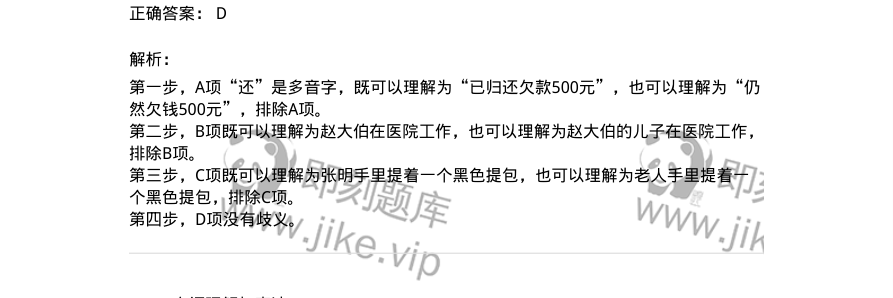 正确答案： D
解析：
第一步，A项“还”是多音字，既可以理解为“已归还欠款500元”，也可以理解为“仍
然欠钱500元”，排除A项。
第二步，B项既可以理解为赵大伯在医院工作，也可以理解为赵大伯的儿子在医院工作，
排除B项。
第三步，C项既可以理解为张明手里提着一个黑色提包，也可以理解为老人手里提着一
个黑色提包，排除C项。
第四步，D项没有歧义。
即刻题库
www.jike.vip
即刻
www.ji